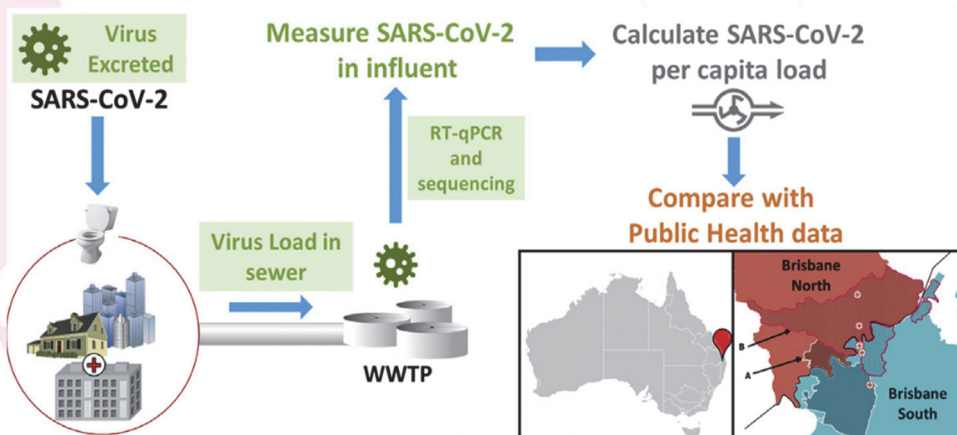 Virus
Excreted
SARS-CoV-2
Measure SARS-CoV-2
in influent
Calculate SARS-CoV-2
per capita load
RT-qPCR
and
sequencing
Virus Load in
sewer
WWTP
Compare with
Public Health data
Brisbane
North
B
A
Brisbane
South